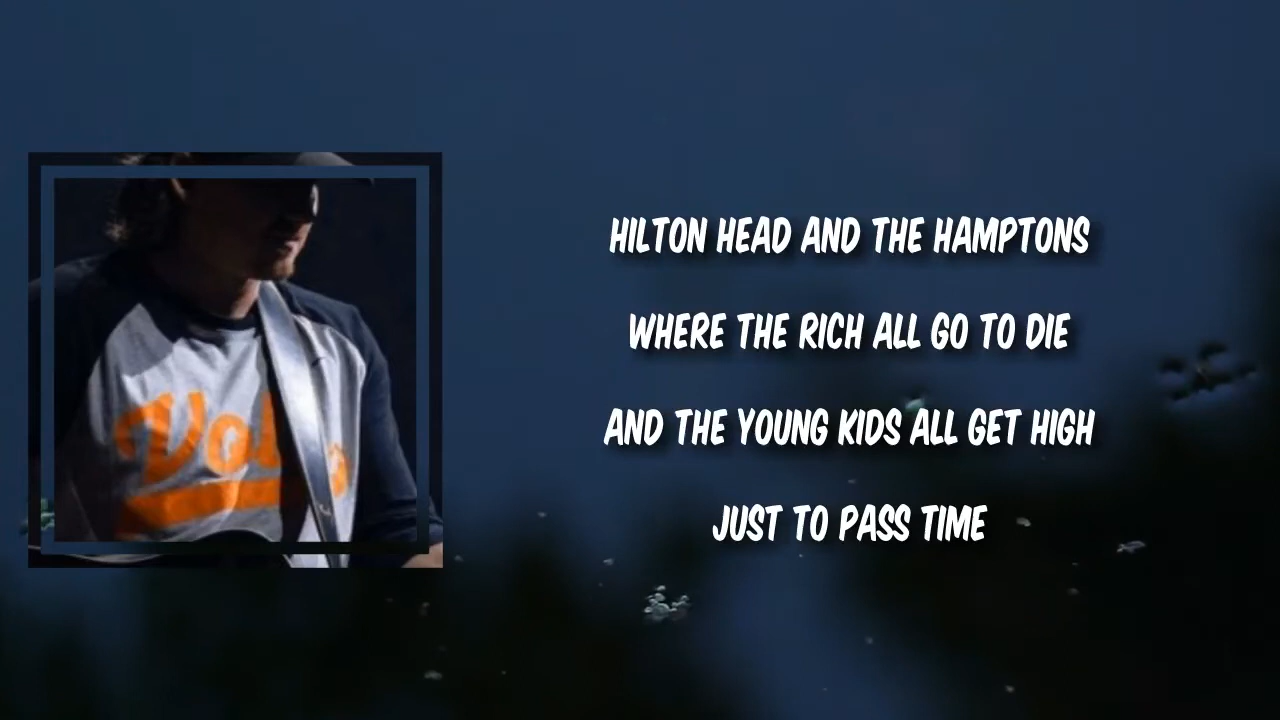 HILTON HEAD AND THE HAMPTONS
WHERE THE RICH ALL GO TO DIE
AND THE YOUNG KIDS ALL GET HIGH
JUST TO PASS TIME